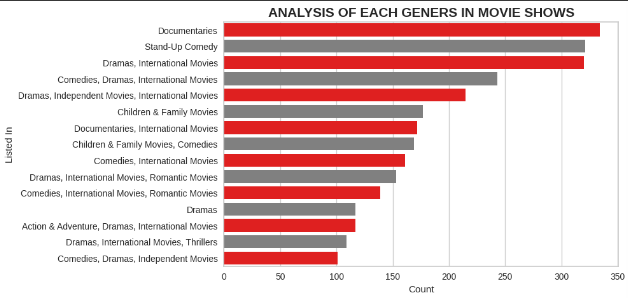 ANALYSIS OF EACH GENERS IN MOVIE SHOWS
Documentaries
Stand-Up Comedy
Dramas, International Movies
Comedies, Dramas, International Movies
Dramas, Independent Movies, International Movies
Children & Family Movies
Documentaries, International Movies
Children & Family Movies, Comedies
Comedies, International Movies
Dramas, International Movies, Romantic Movies
Comedies, International Movies, Romantic Movies
Dramas
Action & Adventure, Dramas, International Movies
Dramas, International Movies, Thrillers
Comedies, Dramas, Independent Movies
Listed In
0 50 100 150 200 250 300 350
Count